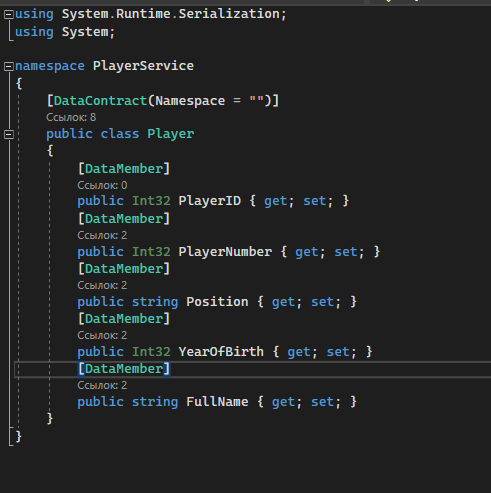 using System.Runtime.Serialization;
using System;
namespace PlayerService
{
[DataContract(Namespace = "")]
Ссылок: 8
public class Player
{
[DataMember]
Ссылок: 0
public Int32 PlayerID { get; set; }
[DataMember]
Ссылок: 2
public Int32 PlayerNumber { get; set; }
[DataMember]
Ссылок: 2
public string Position { get; set; }
[DataMember]
Ссылок: 2
public Int32 YearOfBirth { get; set; }
[DataMember]
Ссылок: 2
public string FullName { get; set; }
}
}